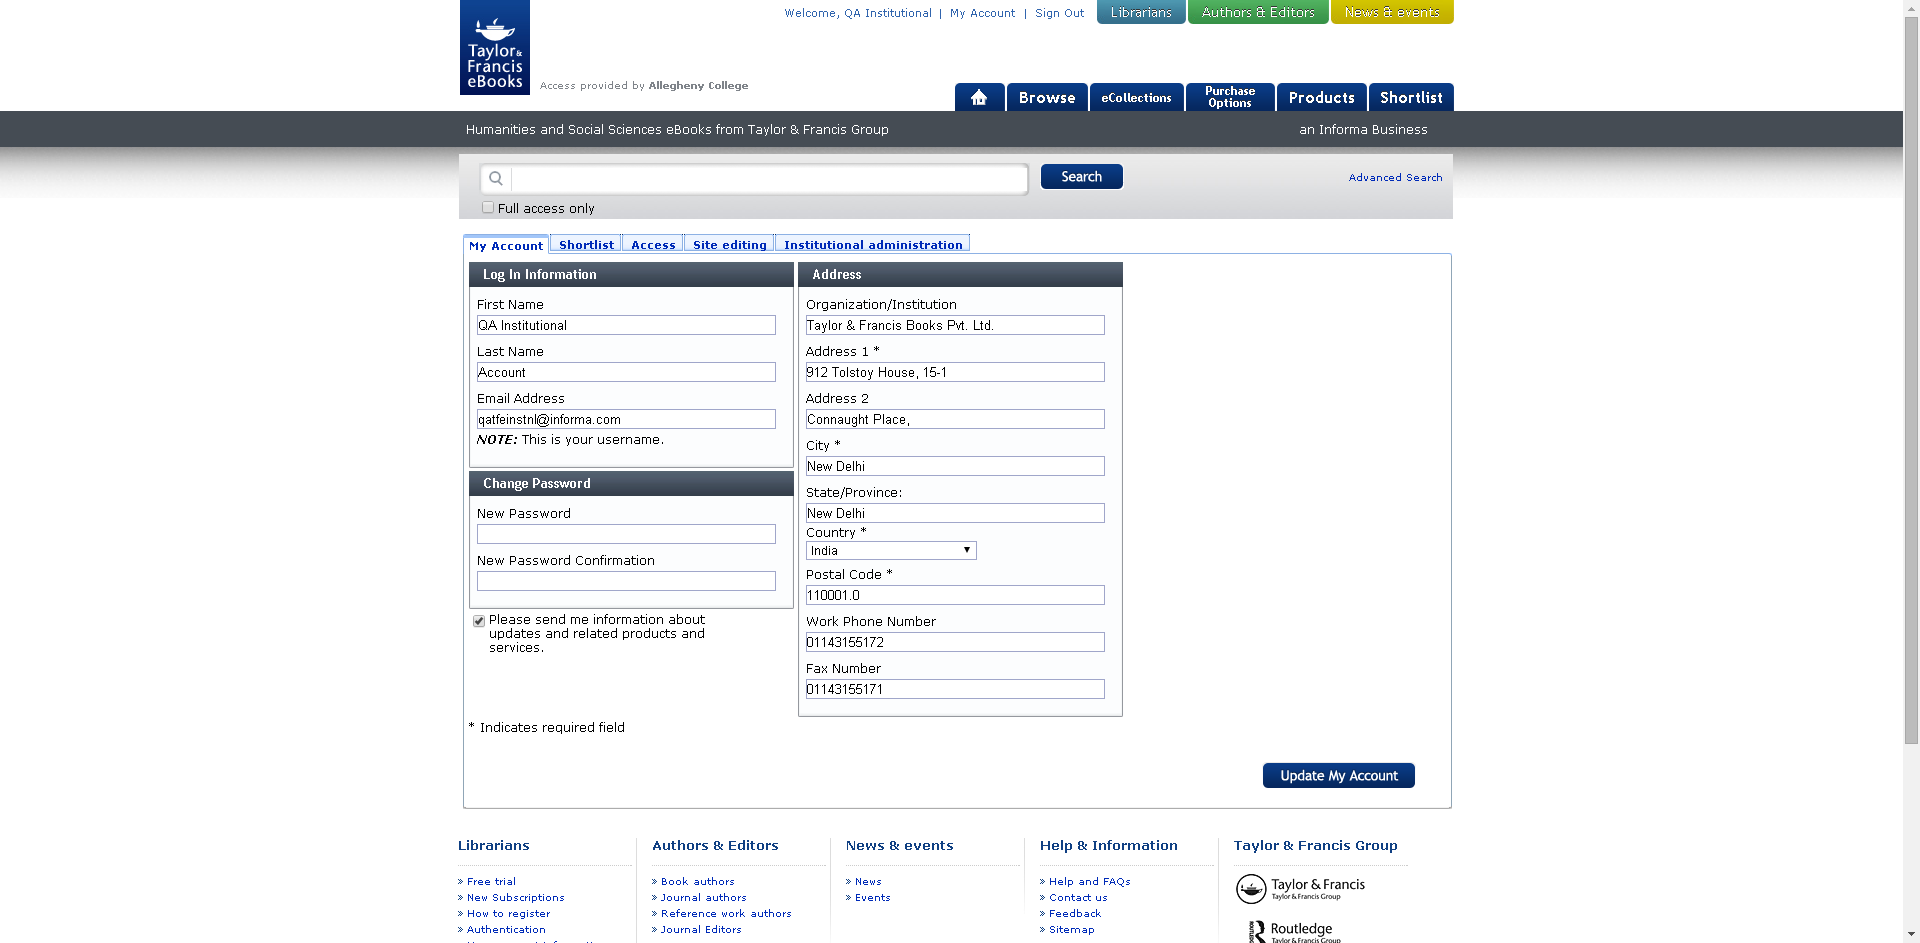 Welcome, QA Institutional | My Account | Sign Out
Librarians
Authors & Editors
News & events
Taylor &
Francis
eBooks
Access provided by Allegheny College
Browse
eCollections
Purchase
Options
Products
Shortlist
Humanities and Social Sciences eBooks from Taylor & Francis Group
an Informa Business
Search
Advanced Search
Full access only
My Account
Shortlist
Access
Site editing
Institutional administration
Log In Information
First Name
QA Institutional
Last Name
Account
Email Address
qatfeinstnl@informa.com
NOTE: This is your username.
Change Password
New Password
New Password Confirmation
Please send me information about
updates and related products and
services.
Address
Organization/Institution
Taylor & Francis Books Pvt. Ltd.
Address 1 *
912 Tolstoy House, 15-1
Address 2
Connaught Place,
City *
New Delhi
State/Province:
New Delhi
Country *
India
Postal Code *
110001.0
Work Phone Number
01143155172
Fax Number
01143155171
* Indicates required field
Update My Account
Librarians
» Free trial
» New Subscriptions
» How to register
» Authentication
Authors & Editors
» Book authors
» Journal authors
» Reference work authors
» Journal Editors
News & events
» News
» Events
Help & Information
» Help and FAQs
» Contact us
» Feedback
» Sitemap
Taylor & Francis Group
Taylor & Francis
Taylor & Francis Group
Routledge
Taylor & Francis Group